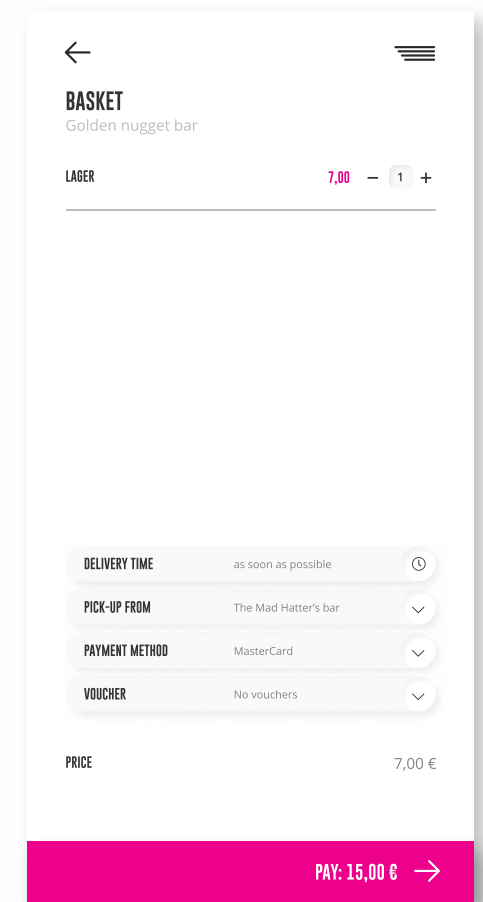 BASKET
Golden nugget bar
LAGER 7,00 − 1 +
DELIVERY TIME as soon as possible
PICK-UP FROM The Mad Hatter's bar
PAYMENT METHOD MasterCard
VOUCHER No vouchers
PRICE 7,00 €
PAY: 15,00 €